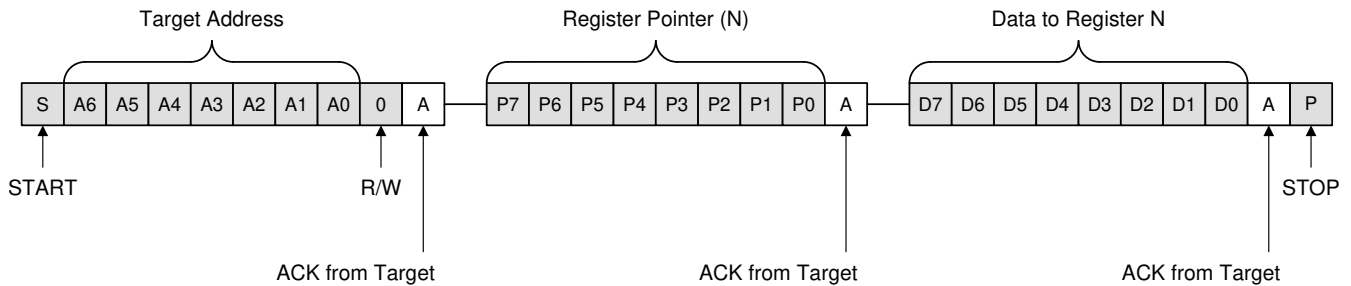 Target Address Register Pointer (N) Data to Register N
S A6 A5 A4 A3 A2 A1 A0 0 A P7 P6 P5 P4 P3 P2 P1 P0 A D7 D6 D5 D4 D3 D2 D1 D0 A P
START R/W STOP
ACK from Target ACK from Target ACK from Target